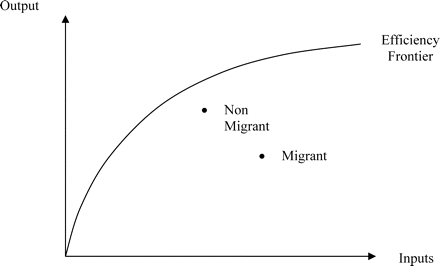 Output
Efficiency
Frontier
Non
Migrant
Migrant
Inputs